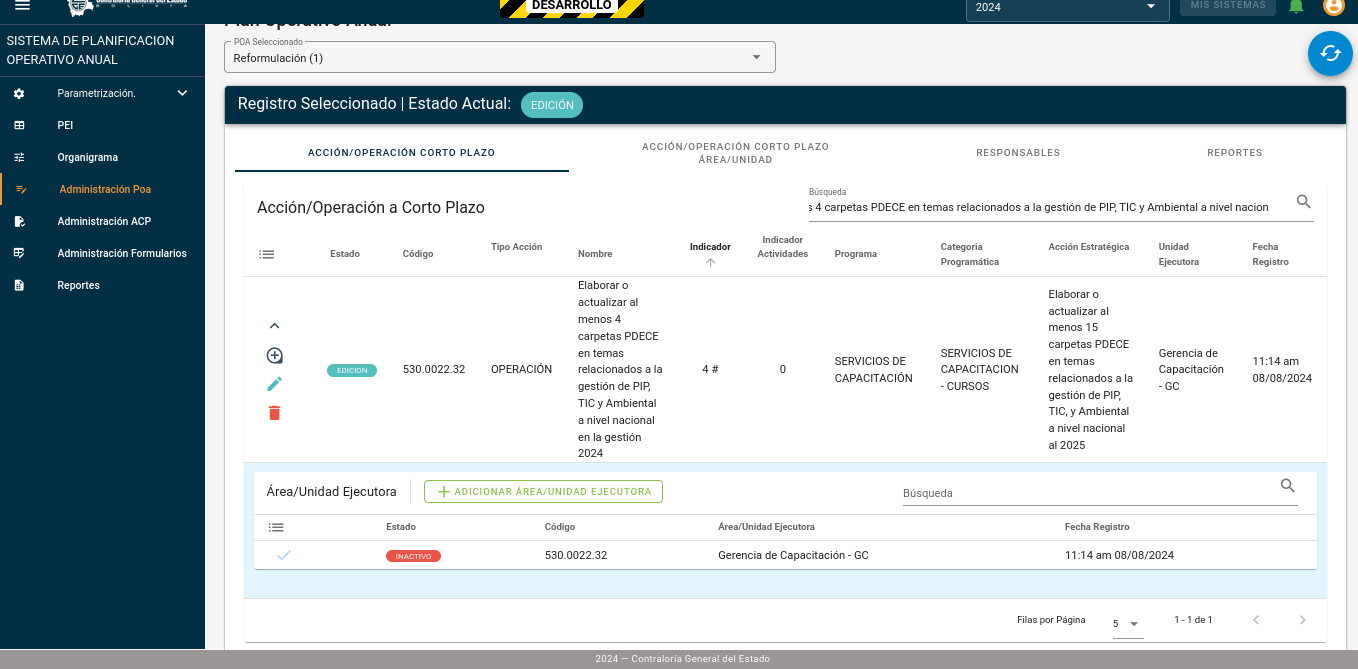 Contraloría General del Estado
BOLIVIA
DESARROLLO
2024
MIS SISTEMAS
SISTEMA DE PLANIFICACION
OPERATIVO ANUAL
Parametrización.
PEI
Organigrama
Administración Poa
Administración ACP
Administración Formularios
Reportes
Plan Operativo Anual
POA Seleccionado
Reformulación (1)
Registro Seleccionado | Estado Actual: EDICIÓN
ACCIÓN/OPERACIÓN CORTO PLAZO
ACCIÓN/OPERACIÓN CORTO PLAZO
ÁREA/UNIDAD
RESPONSABLES
REPORTES
Acción/Operación a Corto Plazo
Búsqueda
s 4 carpetas PDECE en temas relacionados a la gestión de PIP, TIC y Ambiental a nivel nacion
Estado
Código
Tipo Acción
Nombre
Indicador
Indicador
Actividades
Programa
Categoria
Programática
Acción Estratégica
Unidad
Ejecutora
Fecha
Registro
EDICION
530.0022.32
OPERACIÓN
Elaborar o
actualizar al
menos 4
carpetas PDECE
en temas
relacionados a la
gestión de PIP,
TIC y Ambiental
a nivel nacional
en la gestión
2024
4 #
0
SERVICIOS DE
CAPACITACIÓN
SERVICIOS DE
CAPACITACION
- CURSOS
Elaborar o
actualizar al
menos 15
carpetas PDECE
en temas
relacionados a la
gestión de PIP,
TIC, y Ambiental
a nivel nacional
al 2025
Gerencia de
Capacitación
- GC
11:14 am
08/08/2024
Área/Unidad Ejecutora
ADICIONAR ÁREA/UNIDAD EJECUTORA
Búsqueda
Estado
Código
Área/Unidad Ejecutora
Fecha Registro
INACTIVO
530.0022.32
Gerencia de Capacitación - GC
11:14 am 08/08/2024
Filas por Página
5
1 - 1 de 1
2024 — Contraloría General del Estado